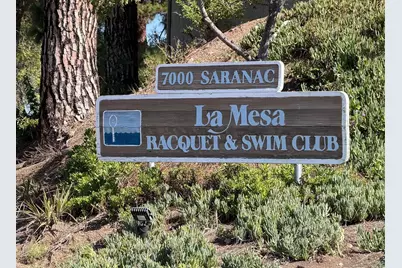 7000 SARANAC
La Mesa
RACQUET & SWIM CLUB